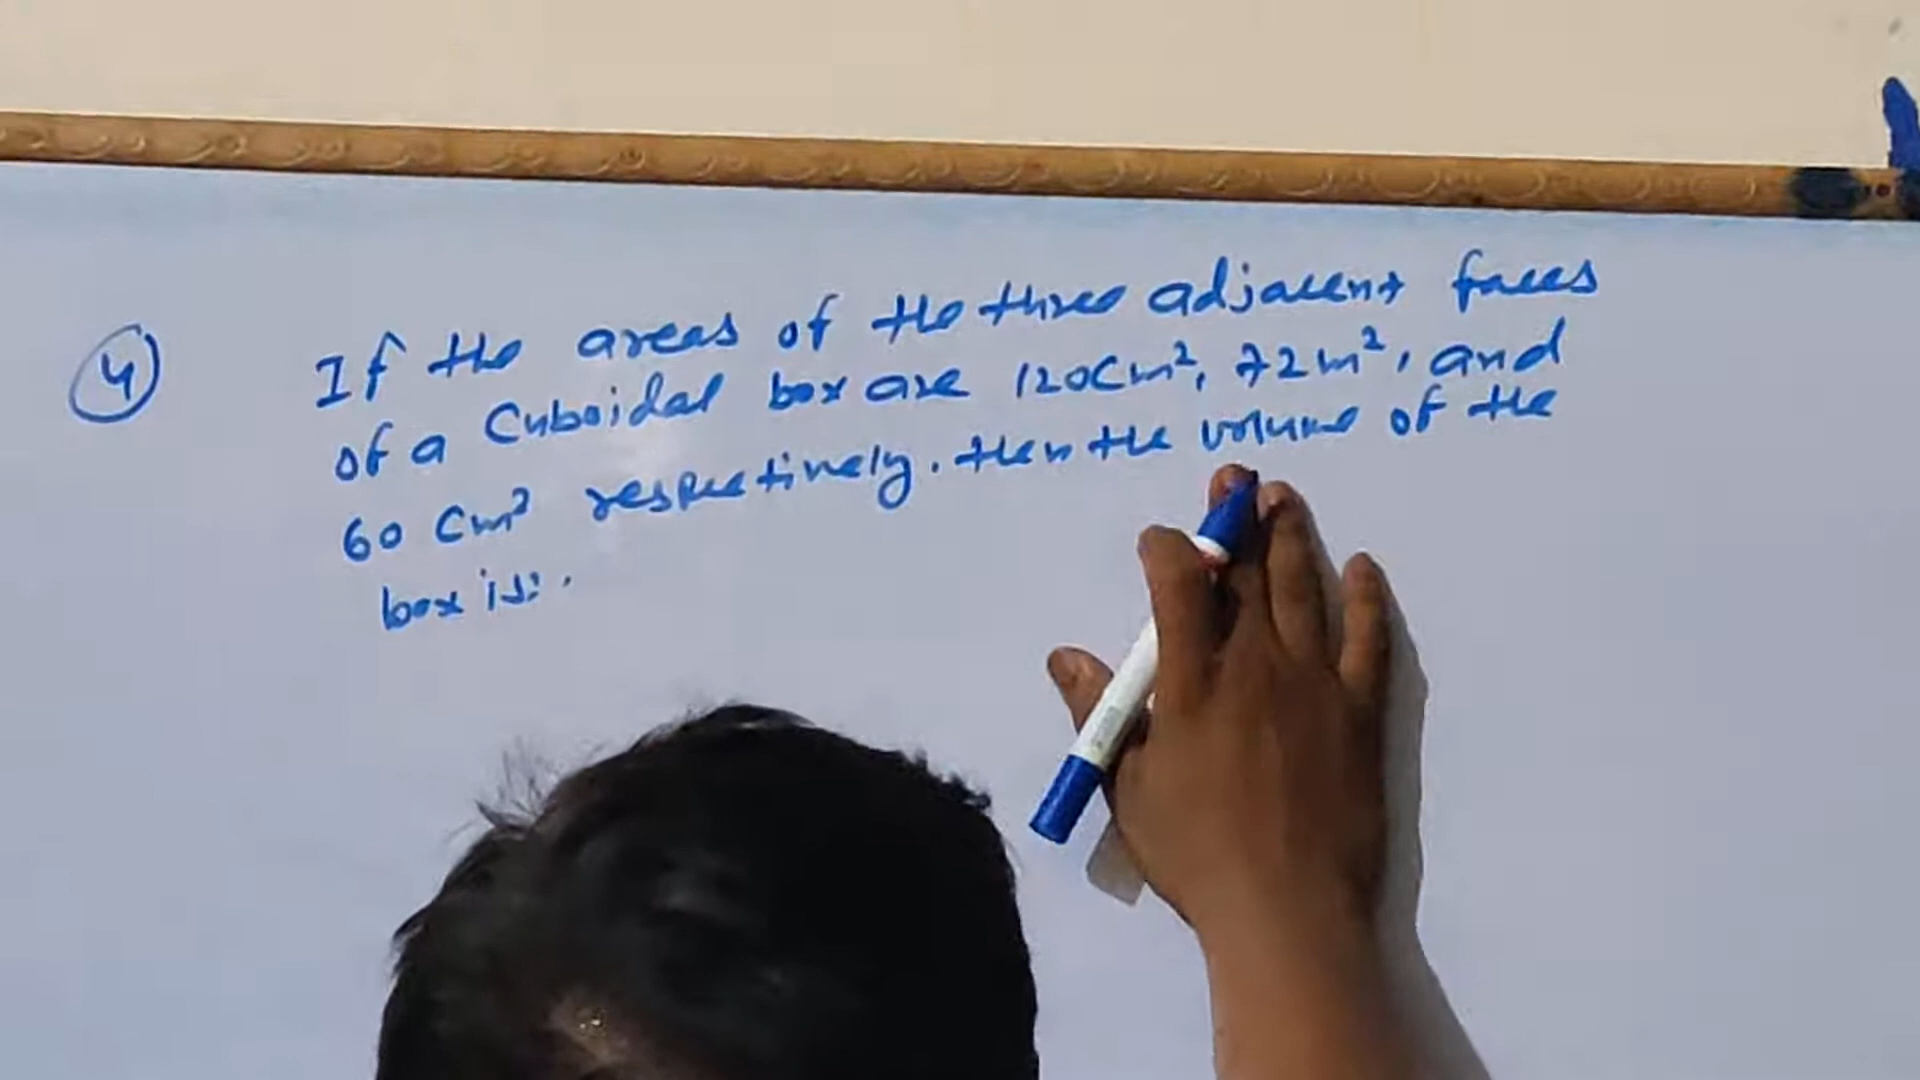 4 If the areas of the three adjacent faces
of a Cuboidal box are 120Cm², 72m², and
60 Cm² respectively. then the volume of the
box is:.